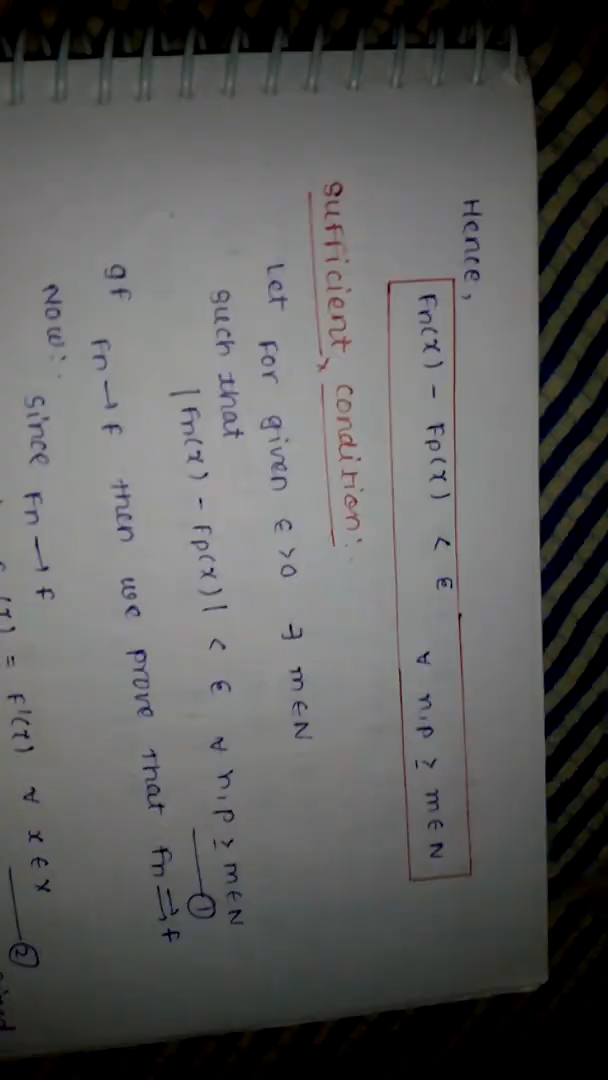 Hence,
Fn(x) - Fp(x) < ϵ ∀ n,p ≥ m ∈ N
sufficient condition:
Let for given ϵ >0 ∃ m ∈ N
such that
|Fn(x) - Fp(x)| < ϵ ∀ n,p ≥ m ∈ N
①
gf Fn → f then we prove that fn ⇉ f
Now:- since Fn → f
(x) = F'(x) ∀ x ∈ X
②